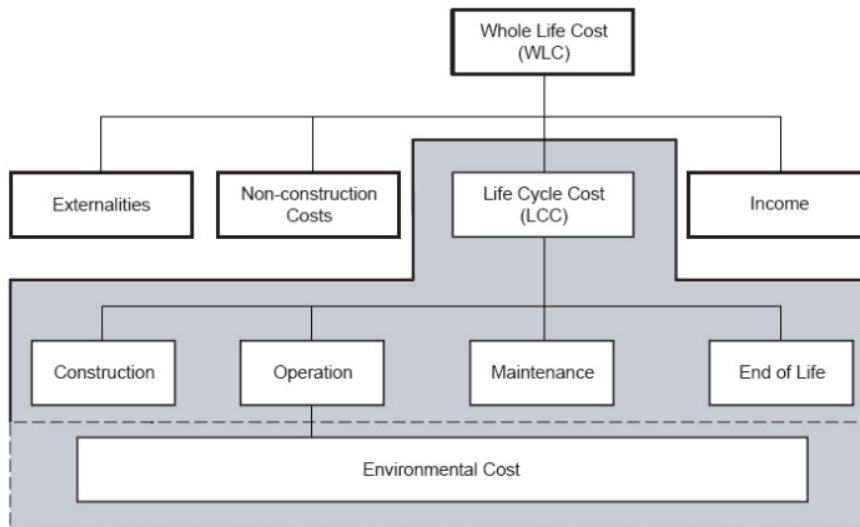 Whole Life Cost
(WLC)
Externalities
Non-construction
Costs
Life Cycle Cost
(LCC)
Income
Construction
Operation
Maintenance
End of Life
Environmental Cost